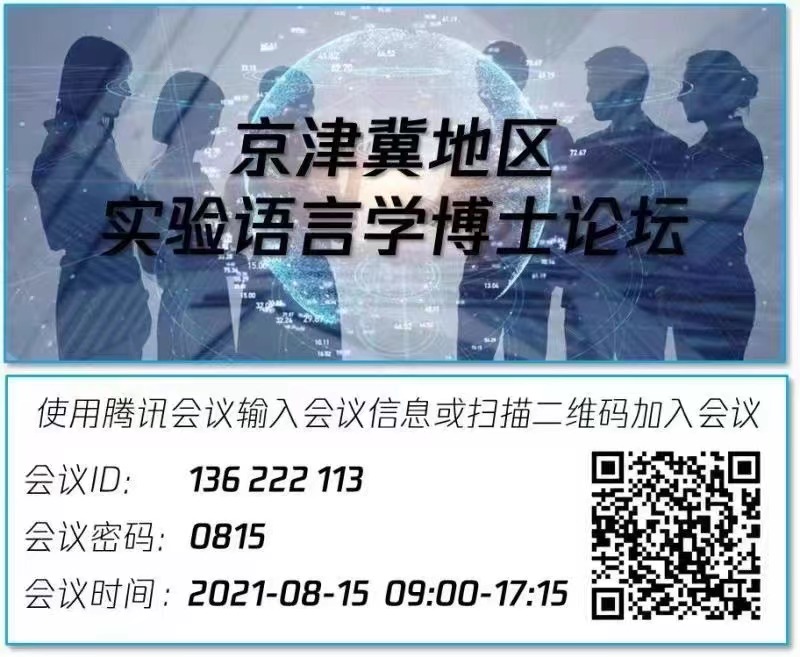 京津冀地区
实验语言学博士论坛
使用腾讯会议输入会议信息或扫描二维码加入会议
会议ID： 136 222 113
会议密码：0815
会议时间：2021-08-15 09:00-17:15